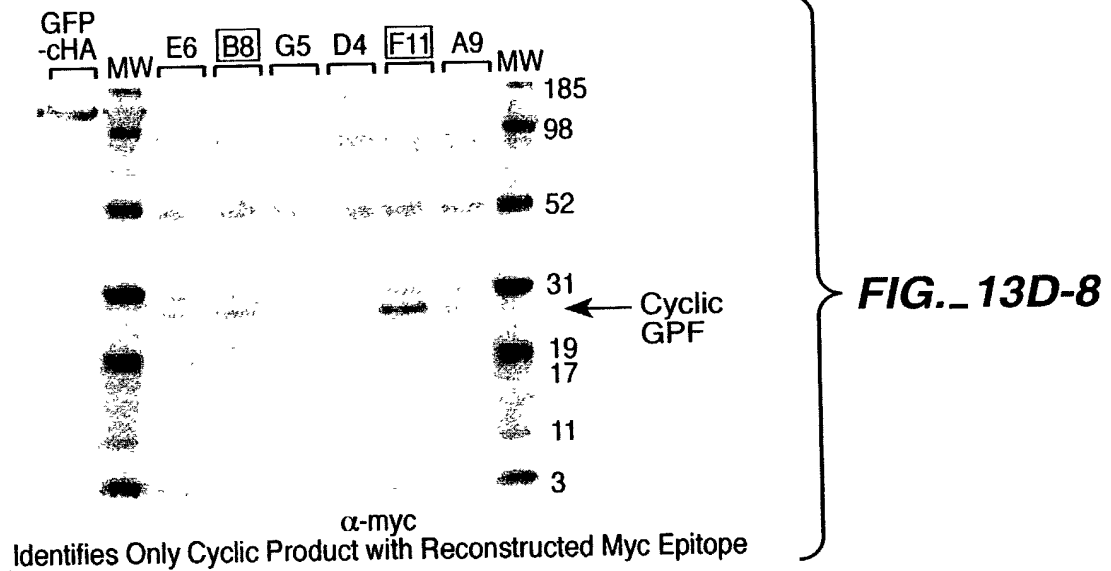 GFP
-cHA
MW E6 B8 G5 D4 F11 A9 MW
185
98
52
31
Cyclic
GPF
19
17
11
3
α-myc
Identifies Only Cyclic Product with Reconstructed Myc Epitope
FIG._13D-8